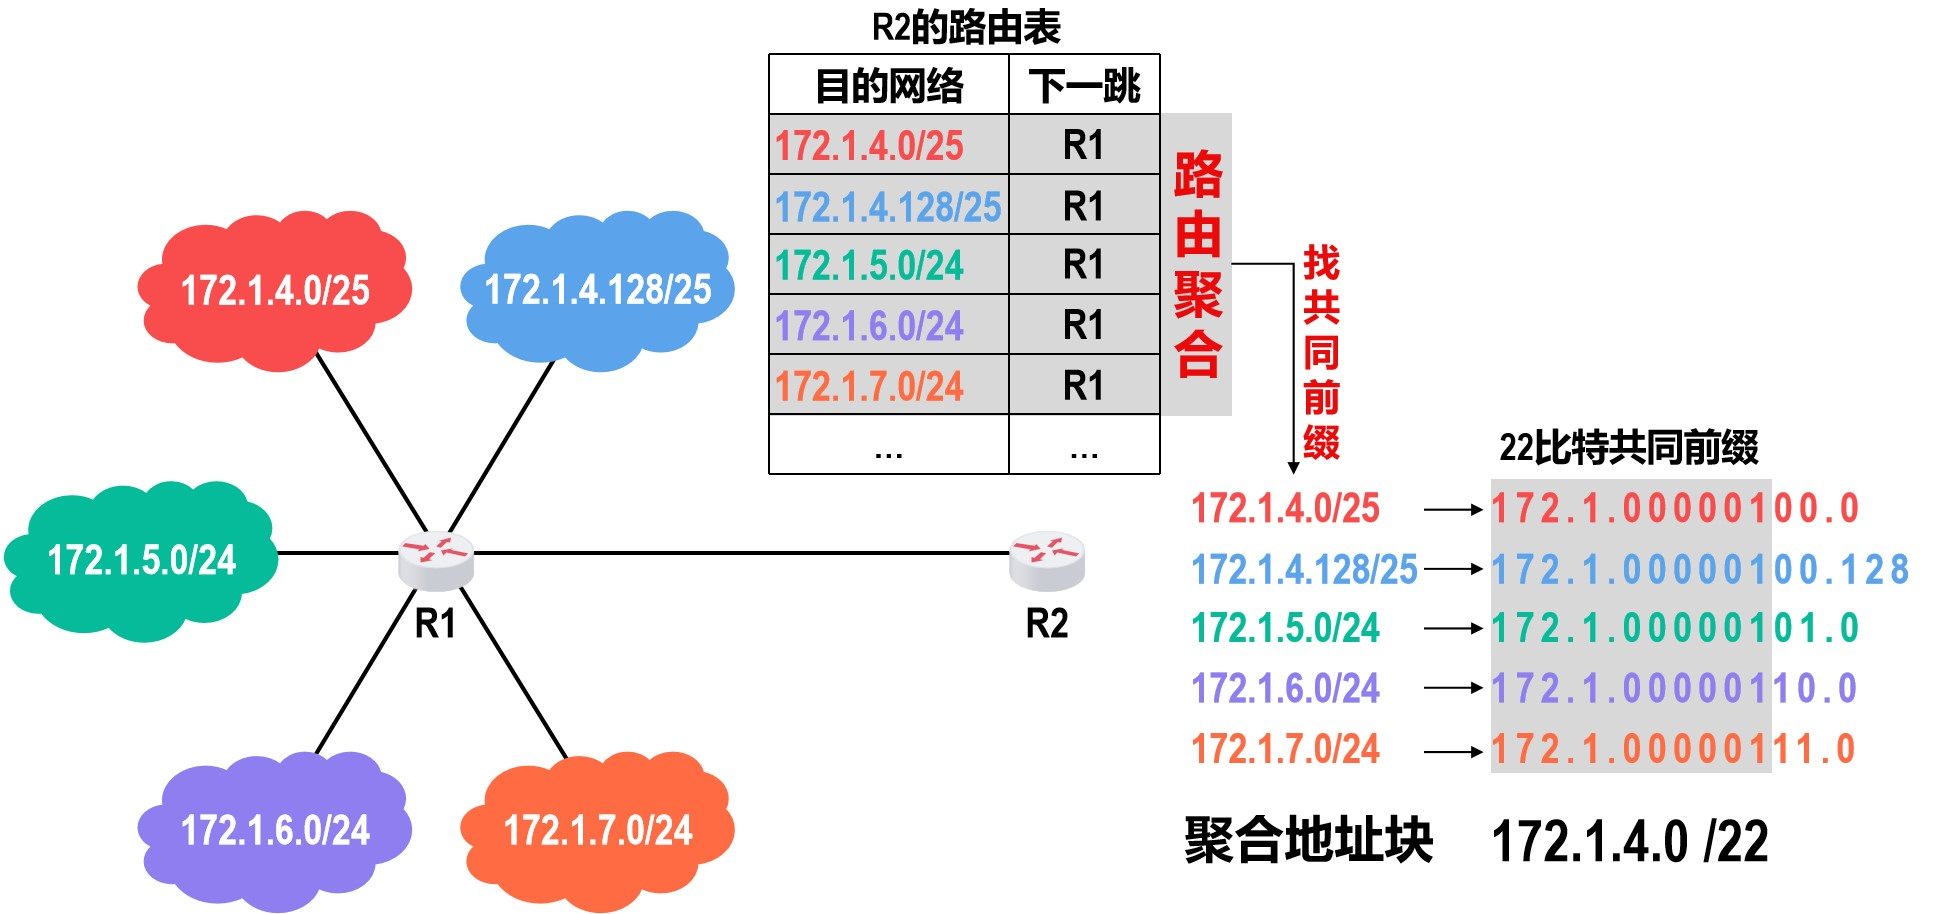 R2的路由表
目的网络 下一跳
172.1.4.0/25 R1
172.1.4.128/25 R1
172.1.5.0/24 R1
172.1.6.0/24 R1
172.1.7.0/24 R1
... ...
路由聚合
找共同前缀
172.1.4.0/25
172.1.4.128/25
172.1.5.0/24
172.1.6.0/24
172.1.7.0/24
R1
R2
22比特共同前缀
172.1.4.0/25 172.1.00000100.0
172.1.4.128/25 172.1.00000100.128
172.1.5.0/24 172.1.00000101.0
172.1.6.0/24 172.1.00000110.0
172.1.7.0/24 172.1.00000111.0
聚合地址块 172.1.4.0 /22